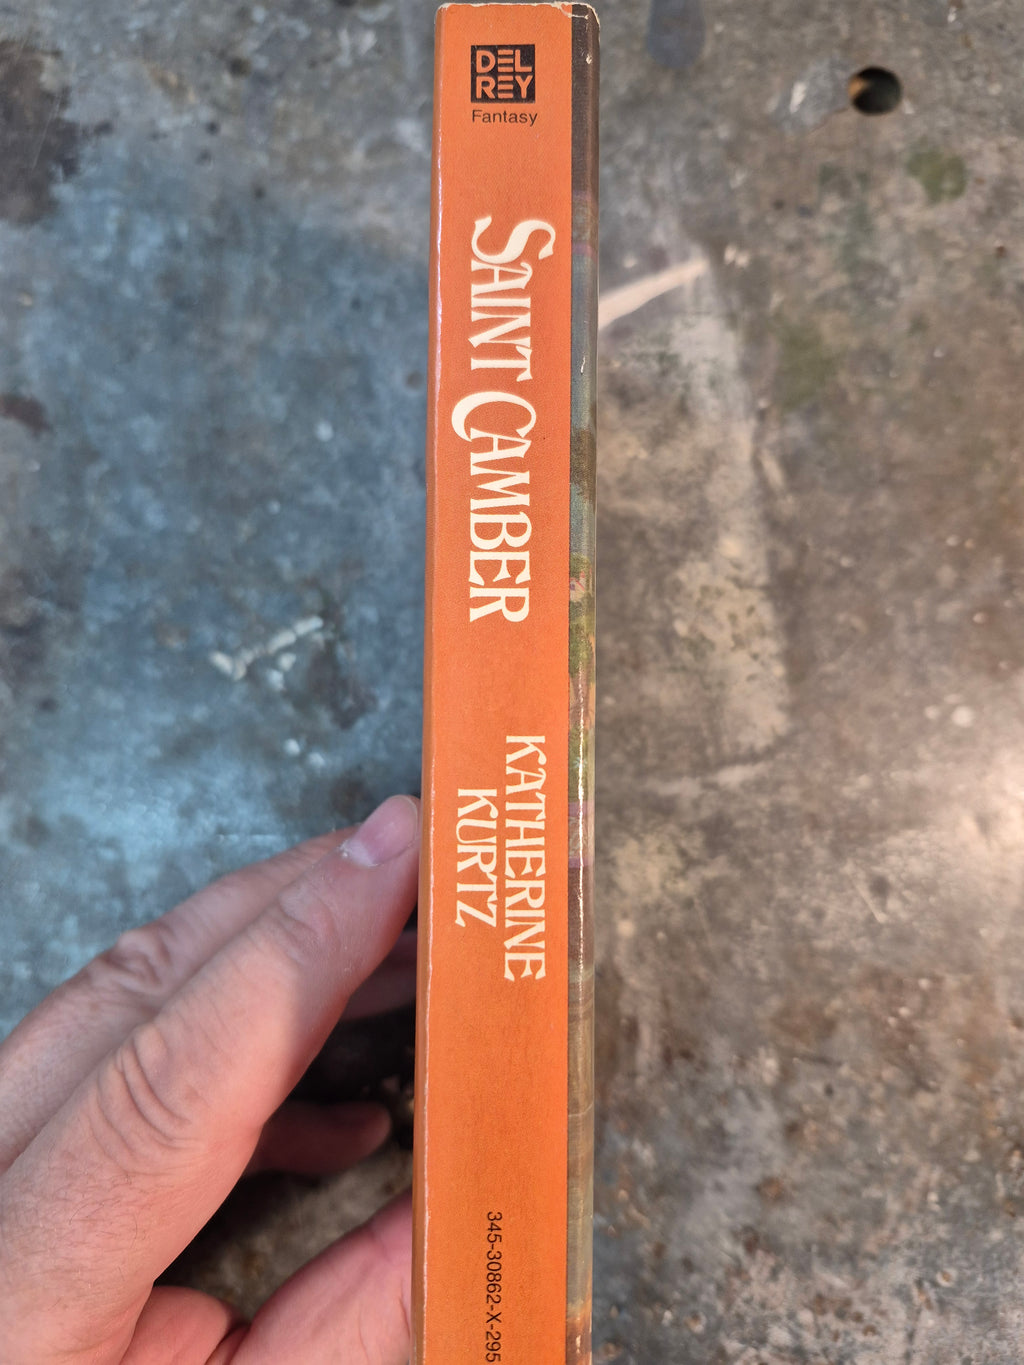 DEL
REY
Fantasy
SAINT CAMBER
KATHERINE
KURTZ
345-30862-X-295